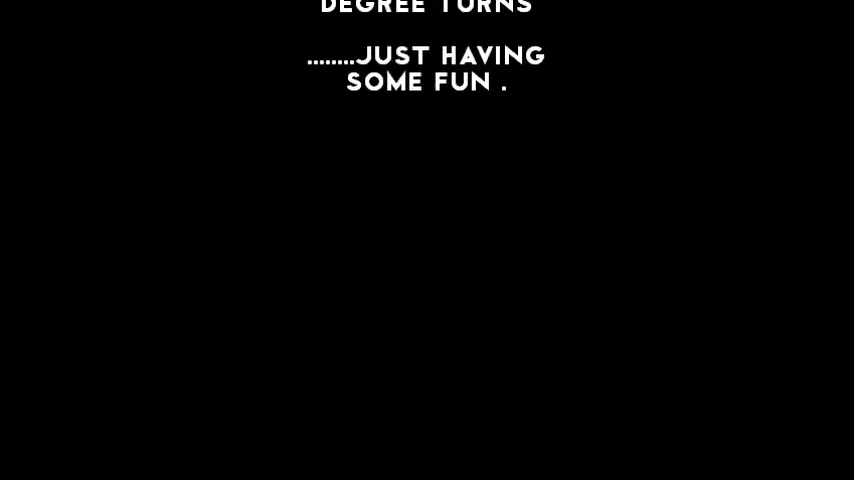 DEGREE TURNS
........JUST HAVING
SOME FUN .